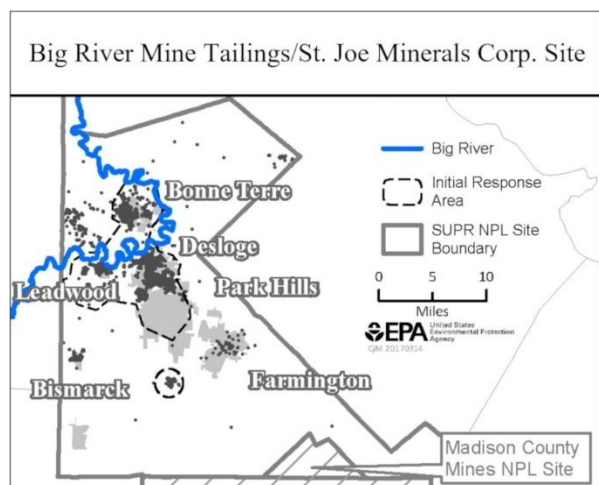 Big River Mine Tailings/St. Joe Minerals Corp. Site
Big River
Initial Response
Area
SUPR NPL Site
Boundary
0 5 10
Miles
EPA
United States
Environmental Protection
Agency
CJM 20170914
Bonne Terre
Desloge
Leadwood
Park Hills
Bismarck
Farmington
Madison County
Mines NPL Site